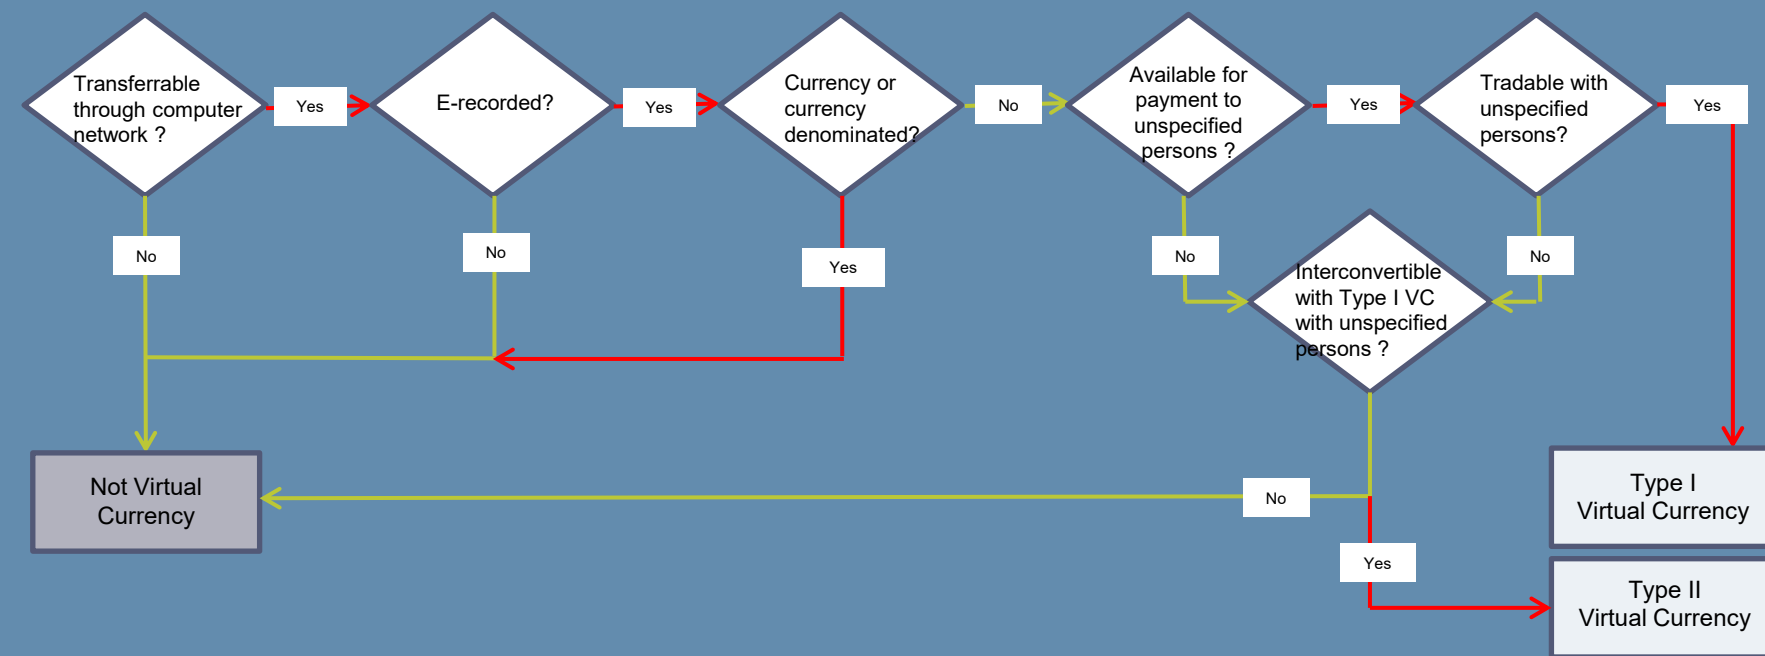 Transferrable
through computer
network ?
Yes
E-recorded?
Yes
Currency or
currency
denominated?
No
Available for
payment to
unspecified
persons ?
Yes
Tradable with
unspecified
persons?
Yes
No
No
Yes
No
Interconvertible
with Type I VC
with unspecified
persons ?
No
Not Virtual
Currency
No
Yes
Type I
Virtual Currency
Type II
Virtual Currency